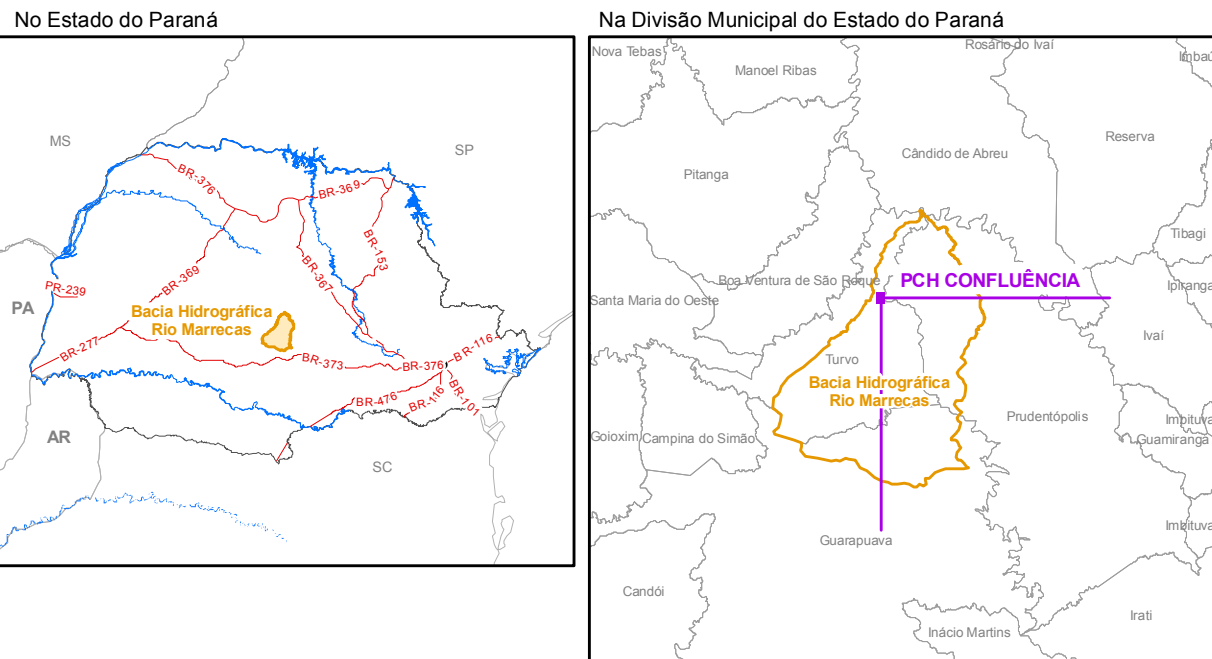 No Estado do Paraná
MS
SP
BR-376
BR-369
BR-153
BR-367
BR-369
PR-239
PA
Bacia Hidrográfica
Rio Marrecas
BR-277
BR-373
BR-376
BR-116
BR-476
BR-116
BR-101
AR
SC
Na Divisão Municipal do Estado do Paraná
Nova Tebas
Rosário do Ivaí
Manoel Ribas
Reserva
Cândido de Abreu
Pitanga
Tibagi
Boa Ventura de São Roque
PCH CONFLUÊNCIA
Ipiranga
Santa Maria do Oeste
Ivaí
Turvo
Bacia Hidrográfica
Rio Marrecas
Prudentópolis
Imbituva
Goioxim
Campina do Simão
Guamiranga
Imbituva
Guarapuava
Candói
Irati
Inácio Martins